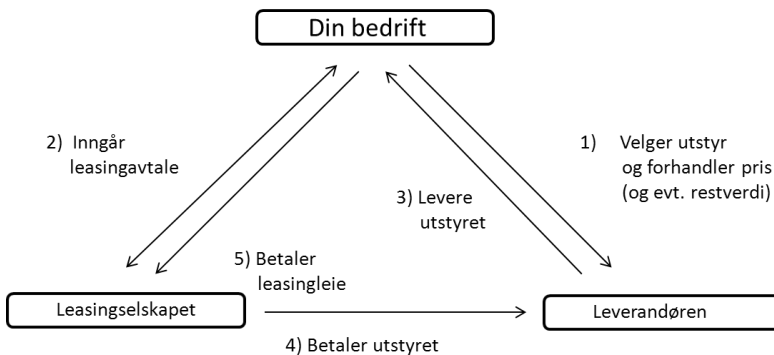 Din bedrift
2) Inngår
leasingavtale
1) Velger utstyr
og forhandler pris
(og evt. restverdi)
3) Levere
utstyret
5) Betaler
leasingleie
Leasingselskapet
Leverandøren
4) Betaler utstyret